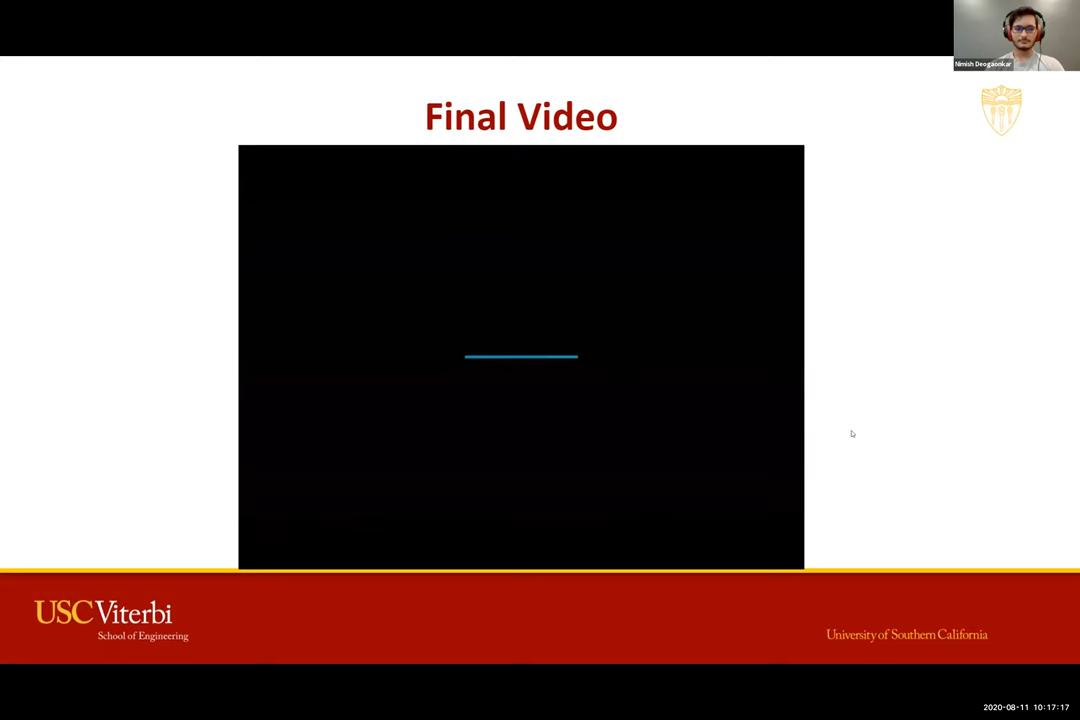 Nimish Deogaonkar
Final Video
USC Viterbi
School of Engineering
University of Southern California
2020-08-11 10:17:17